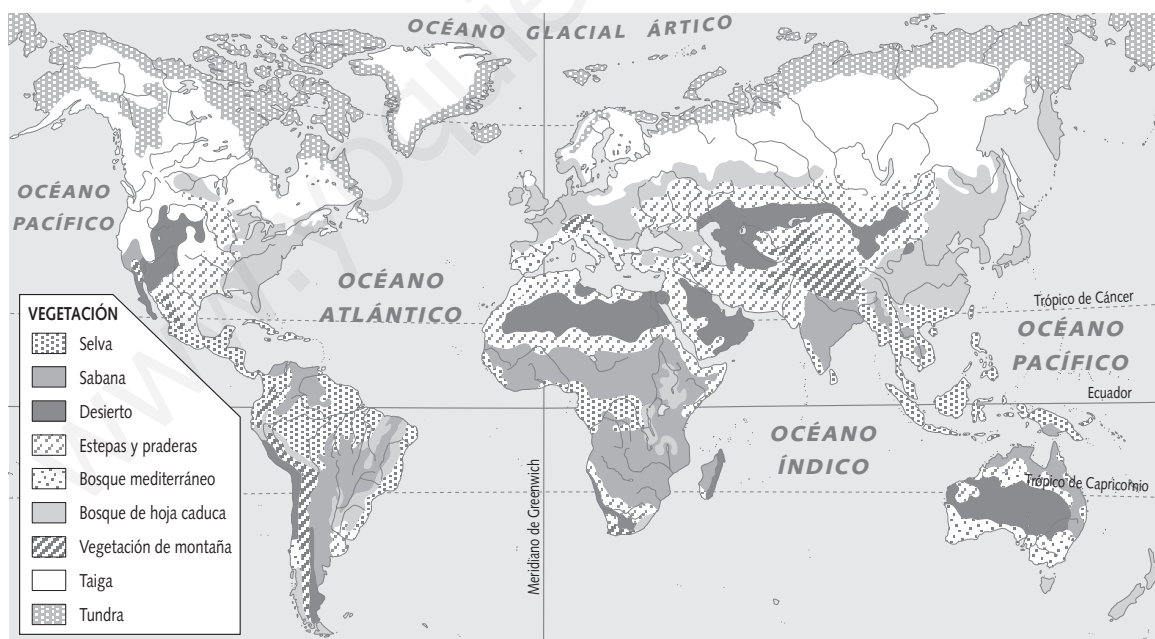 OCÉANO GLACIAL ÁRTICO
OCÉANO
PACÍFICO
OCÉANO
ATLÁNTICO
Trópico de Cáncer
OCÉANO
PACÍFICO
Ecuador
OCÉANO
ÍNDICO
Trópico de Capricornio
Meridiano de Greenwich
VEGETACIÓN
Selva
Sabana
Desierto
Estepas y praderas
Bosque mediterráneo
Bosque de hoja caduca
Vegetación de montaña
Taiga
Tundra